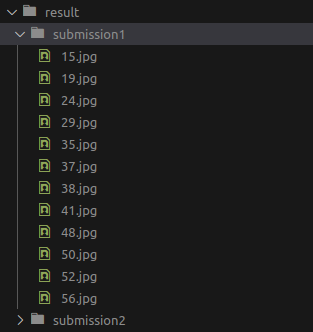 result
submission1
15.jpg
19.jpg
24.jpg
29.jpg
35.jpg
37.jpg
38.jpg
41.jpg
48.jpg
50.jpg
52.jpg
56.jpg
submission2